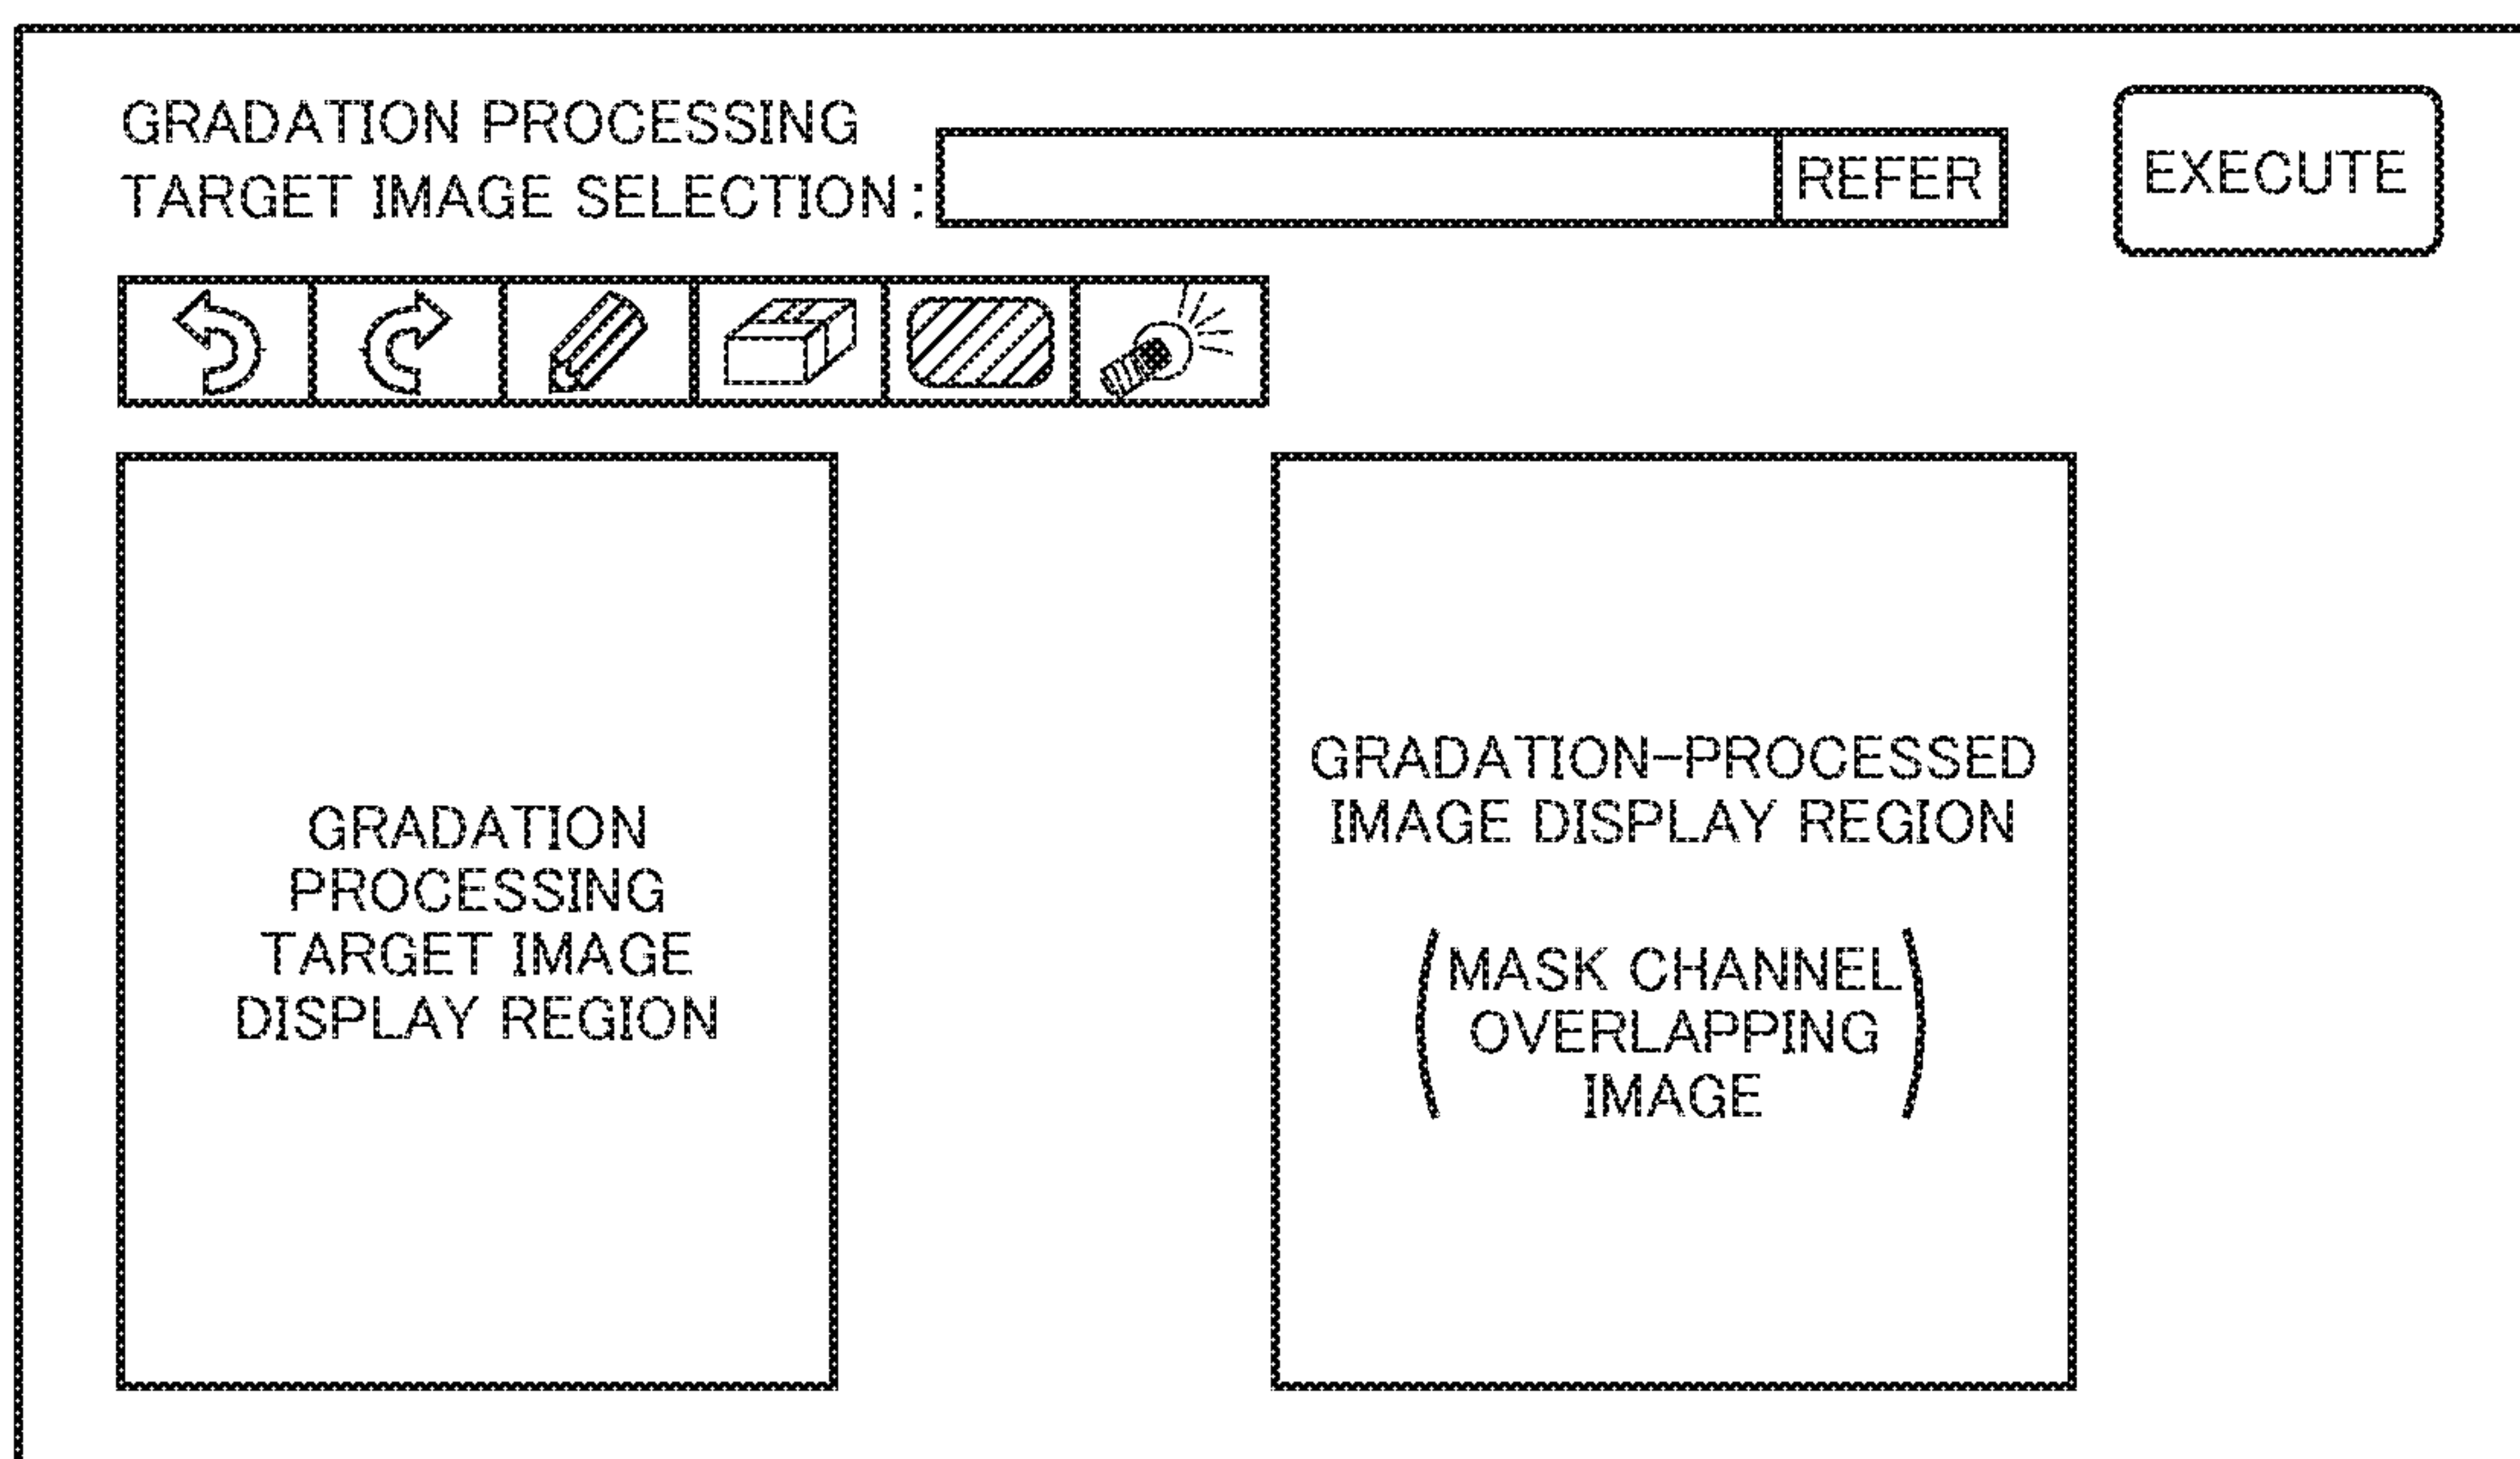 GRADATION PROCESSING
TARGET IMAGE SELECTION:
REFER
EXECUTE
GRADATION
PROCESSING
TARGET IMAGE
DISPLAY REGION
GRADATION-PROCESSED
IMAGE DISPLAY REGION
(MASK CHANNEL
OVERLAPPING
IMAGE)